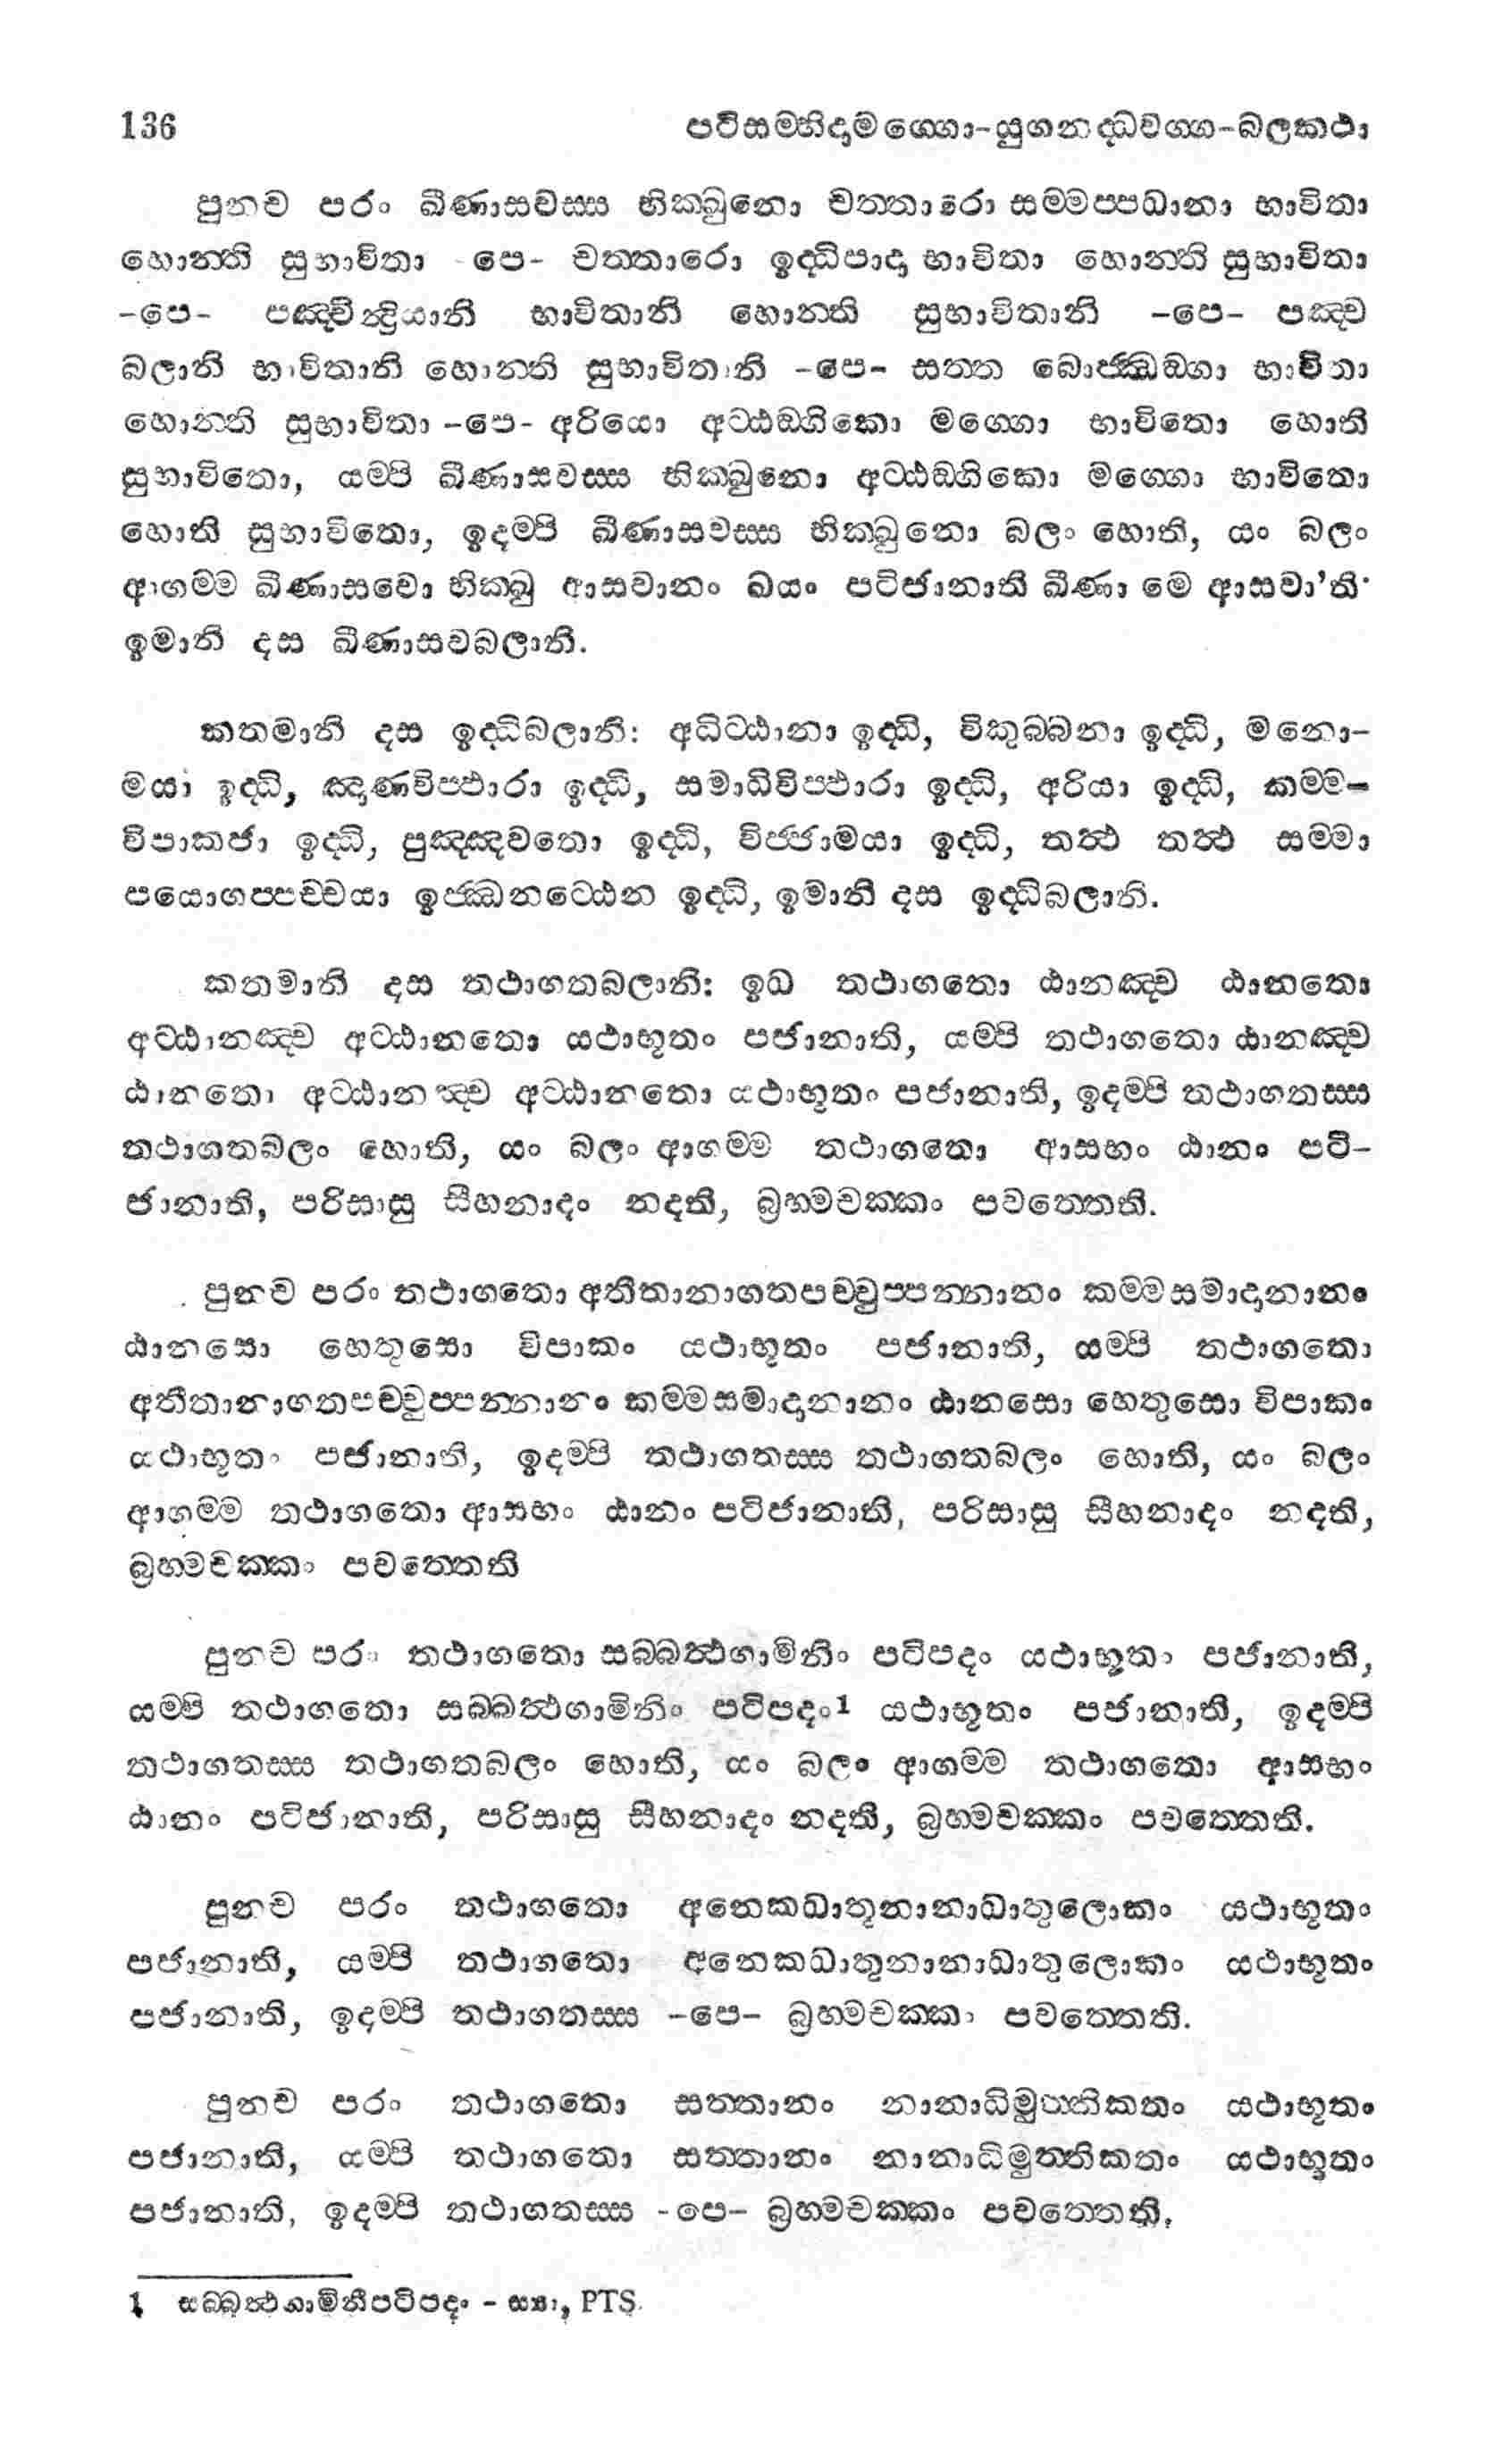 136 පටිසම්භිදාමග්ගො-යුගනද්ධවග්ග-බලකථා
පුනච පරං ඛීණාසවස්ස භික්ඛුනො චත්තාරො සම්මප්පධානා භාවිතා
හොන්ති සුභාවිතා -පෙ- චත්තාරො ඉද්ධිපාදා භාවිතා හොන්ති සුභාවිතා
-පෙ- පඤ්චින්ද්‍රියානි භාවිතානි හොන්ති සුභාවිතානි -පෙ- පඤ්ච
බලානි භාවිතානි හොන්ති සුභාවිතානි -පෙ- සත්ත බොජ්ඣඞ්ගා භාවිතා
හොන්ති සුභාවිතා -පෙ- අරියො අට්ඨඞ්ගිකො මග්ගො භාවිතො හොති
සුභාවිතො, යම්පි ඛීණාසවස්ස භික්ඛුනො අට්ඨඞ්ගිකො මග්ගො භාවිතො
හොති සුභාවිතො, ඉදම්පි ඛීණාසවස්ස භික්ඛුනො බලං හොති, යං බලං
ආගම්ම ඛීණාසවො භික්ඛු ආසවානං ඛයං පටිජානාති ඛීණා මෙ ආසවා'ති.
ඉමානි දස ඛීණාසවබලානි.
කතමානි දස ඉද්ධිබලානි: අධිට්ඨානා ඉද්ධි, විකුබ්බනා ඉද්ධි, මනො-
මයා ඉද්ධි, ඤාණවිප්ඵාරා ඉද්ධි, සමාධිවිප්ඵාරා ඉද්ධි, අරියා ඉද්ධි, කම්ම-
විපාකජා ඉද්ධි, පුඤ්ඤවතො ඉද්ධි, විජ්ජාමයා ඉද්ධි, තත්ථ තත්ථ සම්මා
පයොගප්පච්චයා ඉජ්ඣනට්ඨෙන ඉද්ධි, ඉමානි දස ඉද්ධිබලානි.
කතමානි දස තථාගතබලානි: ඉධ තථාගතො ඨානඤ්ච ඨානතො
අට්ඨානඤ්ච අට්ඨානතො යථාභූතං පජානාති, යම්පි තථාගතො ඨානඤ්ච
ඨානතො අට්ඨානඤ්ච අට්ඨානතො යථාභූතං පජානාති, ඉදම්පි තථාගතස්ස
තථාගතබලං හොති, යං බලං ආගම්ම තථාගතො ආසභං ඨානං පටි-
ජානාති, පරිසාසු සීහනාදං නදති, බ්‍රහ්මචක්කං පවත්තෙති.
පුනච පරං තථාගතො අතීතානාගතපච්චුප්පන්නානං කම්මසමාදානානං
ඨානසො හෙතුසො විපාකං යථාභූතං පජානාති, යම්පි තථාගතො
අතීතානාගතපච්චුප්පන්නානං කම්මසමාදානානං ඨානසො හෙතුසො විපාකං
යථාභූතං පජානාති, ඉදම්පි තථාගතස්ස තථාගතබලං හොති, යං බලං
ආගම්ම තථාගතො ආසභං ඨානං පටිජානාති, පරිසාසු සීහනාදං නදති,
බ්‍රහ්මචක්කං පවත්තෙති
පුනච පරං තථාගතො සබ්බත්ථගාමිනිං පටිපදං යථාභූතං පජානාති,
යම්පි තථාගතො සබ්බත්ථගාමිනිං පටිපදං1 යථාභූතං පජානාති, ඉදම්පි
තථාගතස්ස තථාගතබලං හොති, යං බලං ආගම්ම තථාගතො ආසභං
ඨානං පටිජානාති, පරිසාසු සීහනාදං නදති, බ්‍රහ්මචක්කං පවත්තෙති.
පුනච පරං තථාගතො අනෙකධාතුනානාධාතුලොකං යථාභූතං
පජානාති, යම්පි තථාගතො අනෙකධාතුනානාධාතුලොකං යථාභූතං
පජානාති, ඉදම්පි තථාගතස්ස -පෙ- බ්‍රහ්මචක්කං පවත්තෙති.
පුනච පරං තථාගතො සත්තානං නානාධිමුත්තිකතං යථාභූතං
පජානාති, යම්පි තථාගතො සත්තානං නානාධිමුත්තිකතං යථාභූතං
පජානාති, ඉදම්පි තථාගතස්ස -පෙ- බ්‍රහ්මචක්කං පවත්තෙති.
1 සබ්බත්ථගාමිනීපටිපදං - ස්‍යා, PTS.